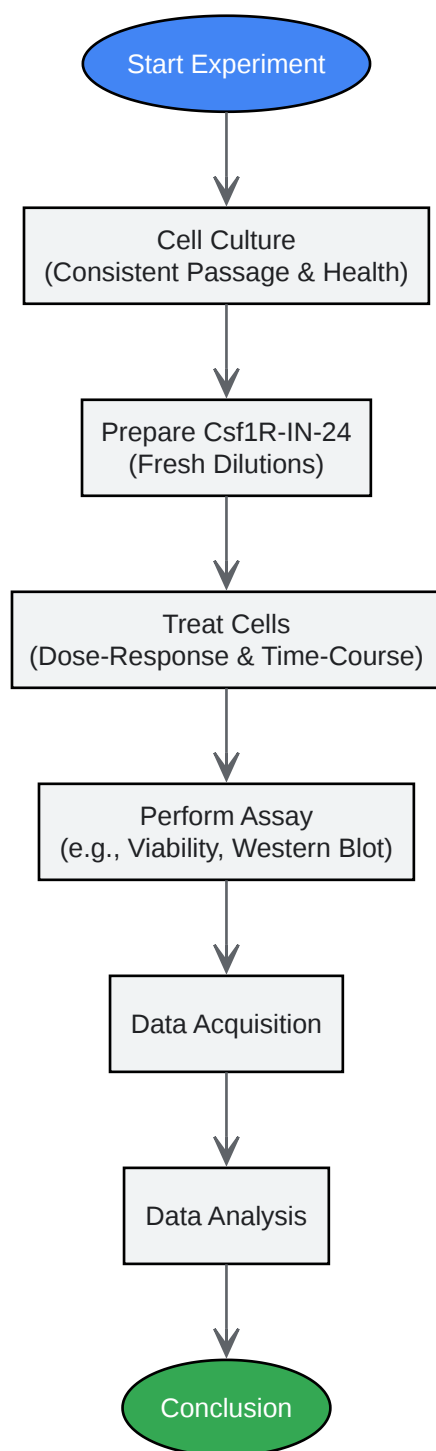 Start Experiment
Cell Culture
(Consistent Passage & Health)
Prepare Csf1R-IN-24
(Fresh Dilutions)
Treat Cells
(Dose-Response & Time-Course)
Perform Assay
(e.g., Viability, Western Blot)
Data Acquisition
Data Analysis
Conclusion